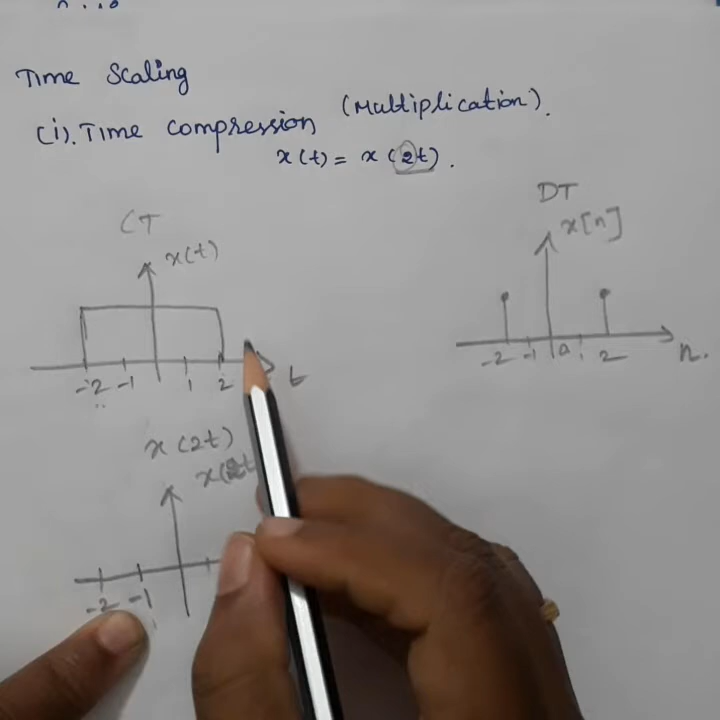 Time Scaling
(i). Time compression (Multiplication).
x(t) = x(2t).
CT
x(t)
-2 -1 1 2 t
DT
x[n]
-2 -1 0 2 n.
x(2t)
-2 -1